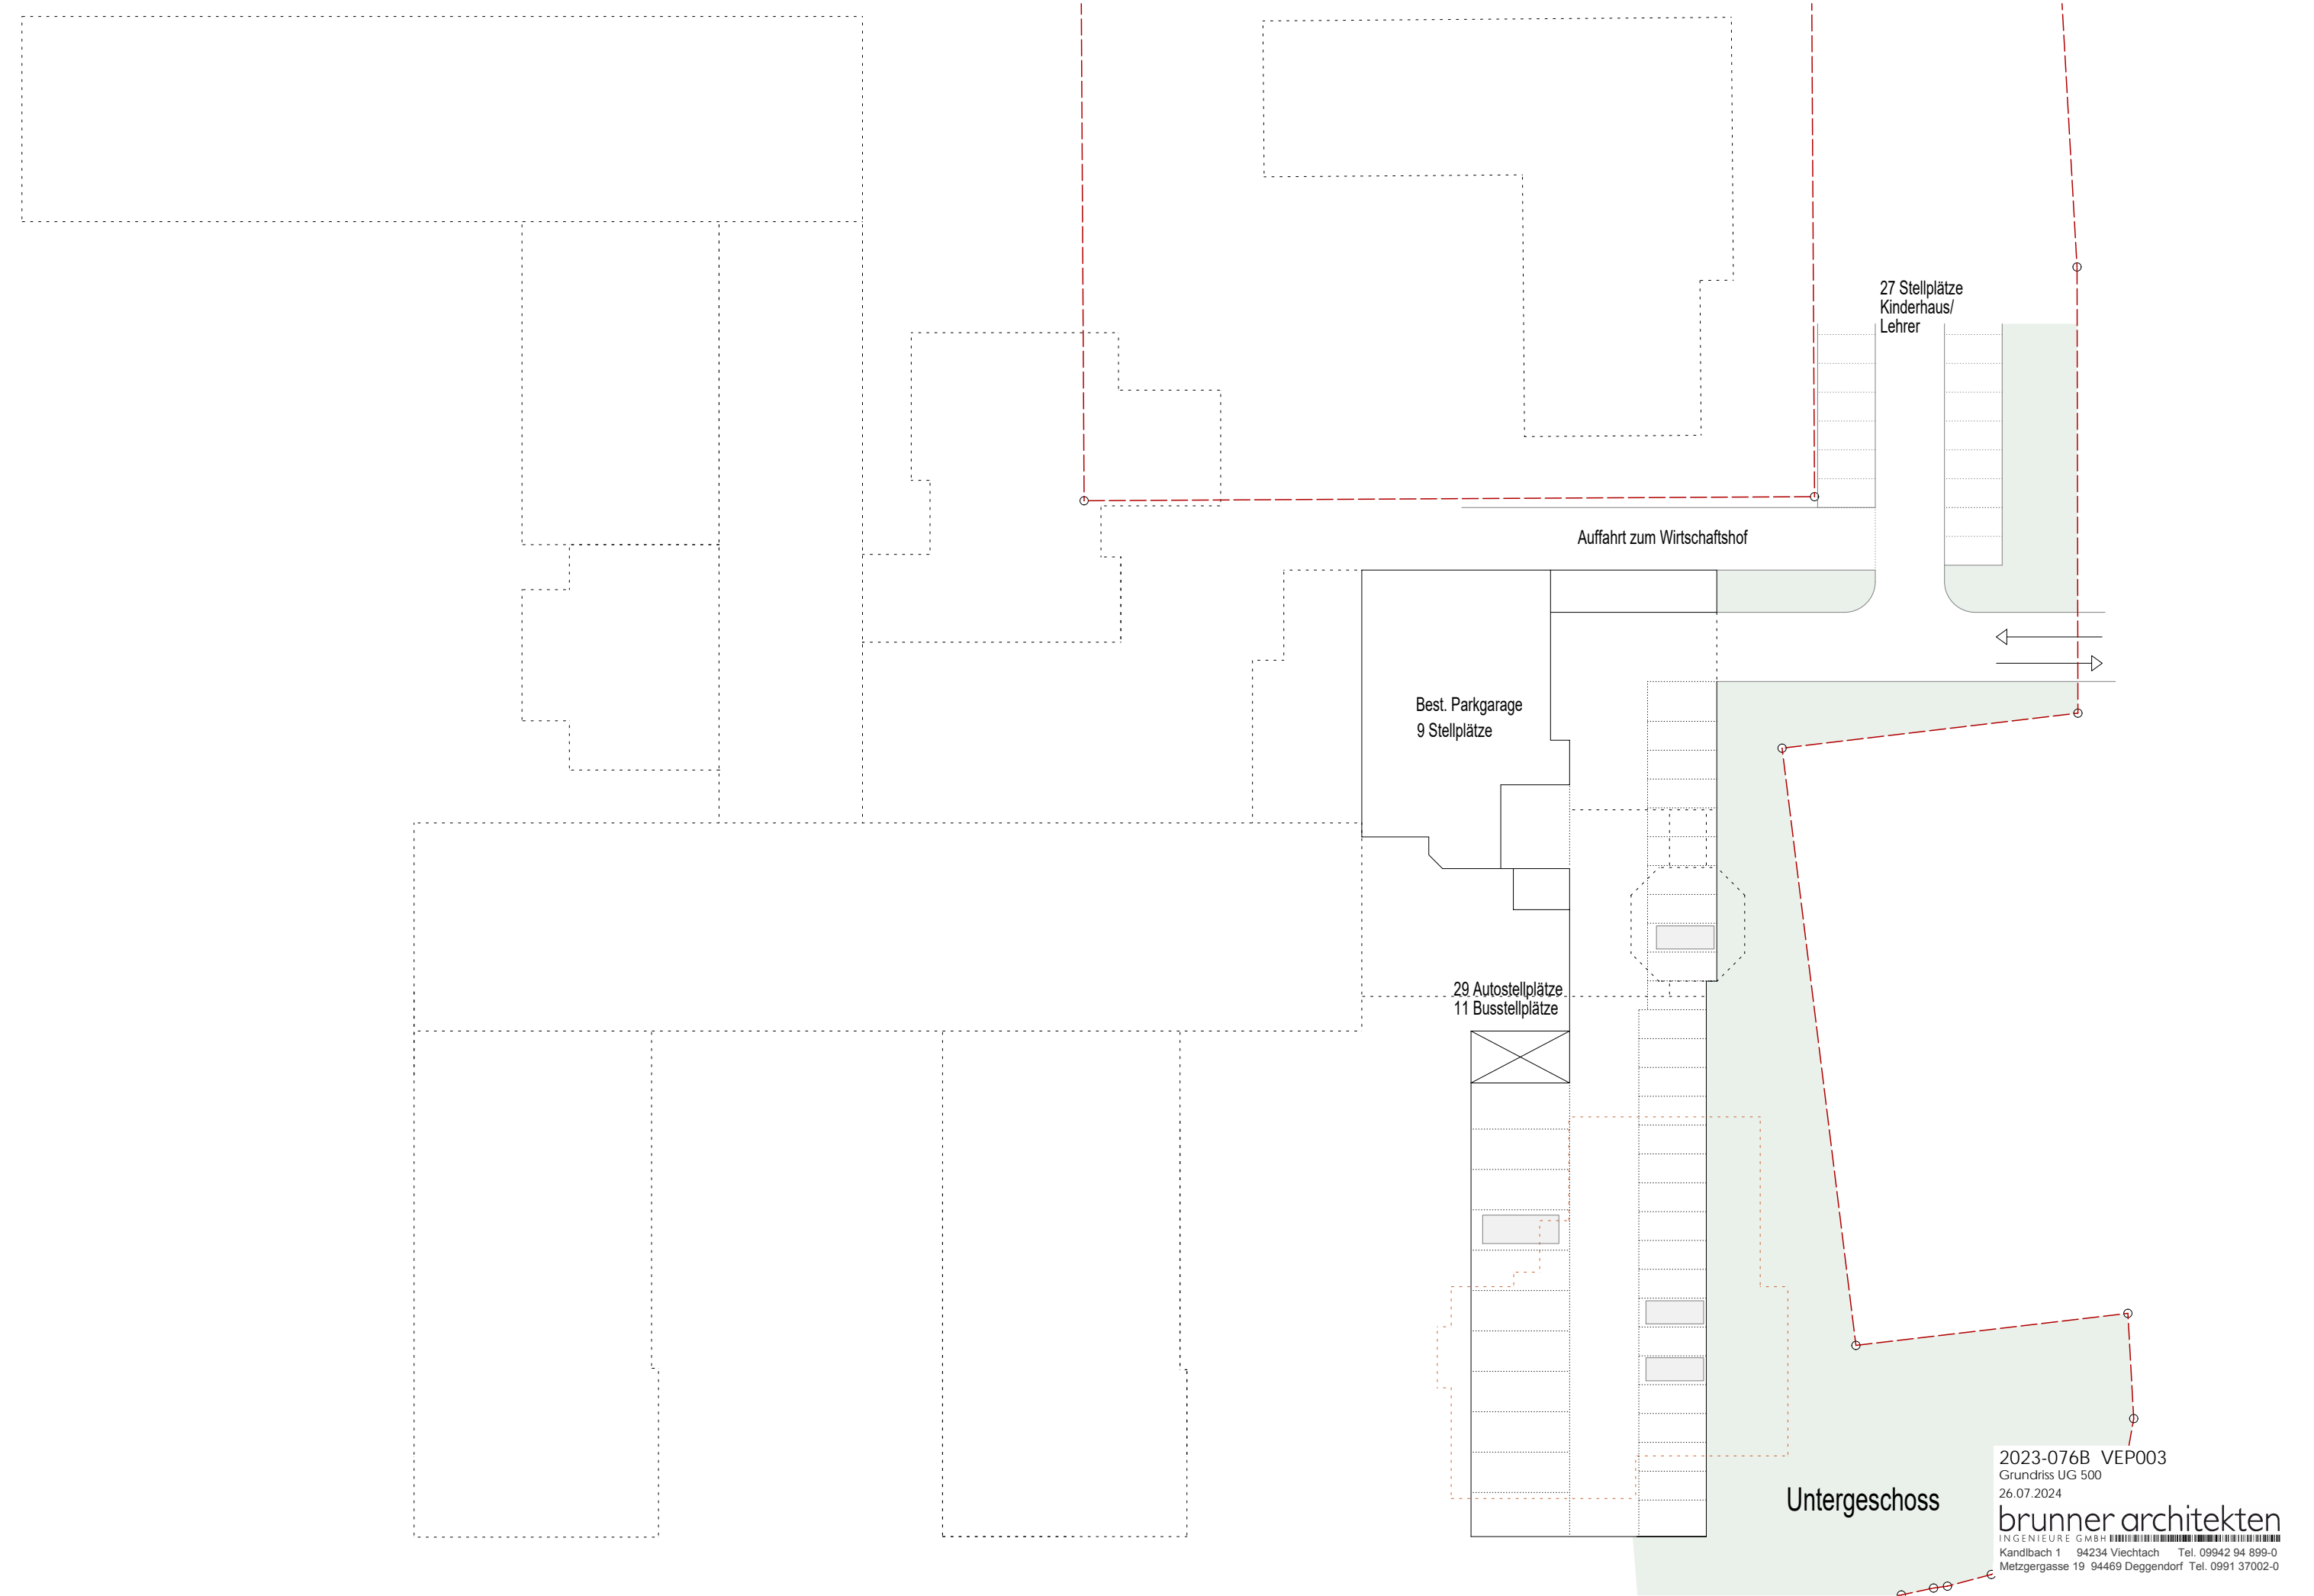 27 Stellplätze
Kinderhaus/
Lehrer
Auffahrt zum Wirtschaftshof
Best. Parkgarage
9 Stellplätze
29 Autostellplätze
11 Busstellplätze
Untergeschoss
2023-076B VEP003
Grundriss UG 500
26.07.2024
brunner architekten
INGENIEURE GMBH
Kandlbach 1 94234 Viechtach Tel. 09942 94 899-0
Metzgergasse 19 94469 Deggendorf Tel. 0991 37002-0